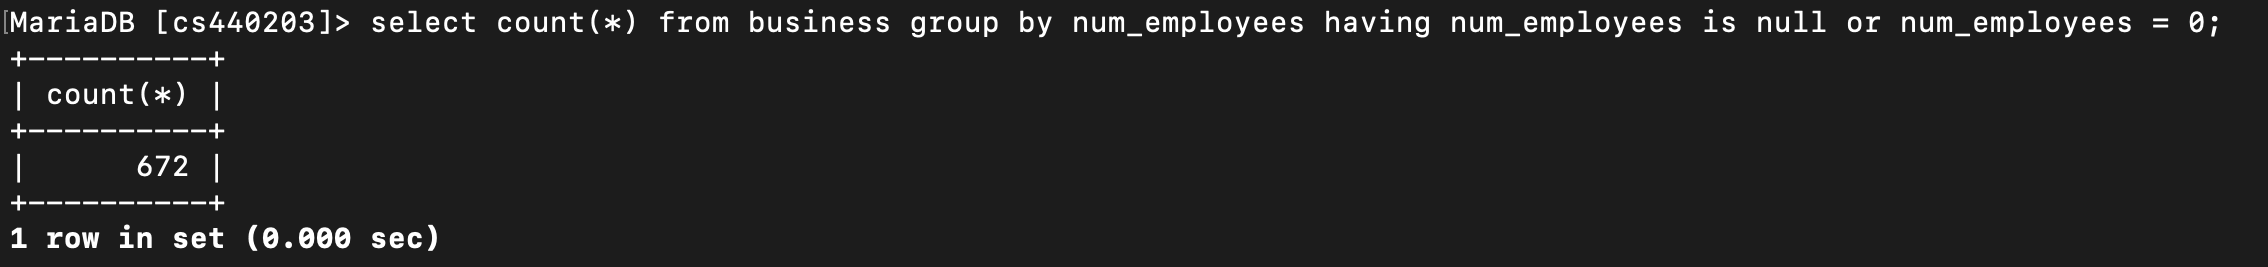 [MariaDB [cs440203]> select count(*) from business group by num_employees having num_employees is null or num_employees = 0;
+----------+
| count(*) |
+----------+
|      672 |
+----------+
1 row in set (0.000 sec)